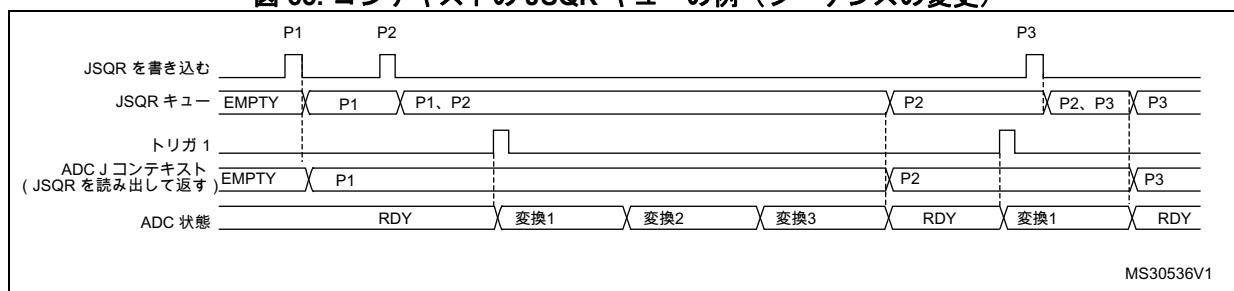 P1 P2 P3
JSQR を書き込む
JSQR キュー EMPTY P1 P1、P2 P2 P2、P3 P3
トリガ 1
ADC J コンテキスト
( JSQR を読み出して返す ) EMPTY P1 P2 P3
ADC 状態 RDY 変換1 変換2 変換3 RDY 変換1 RDY
MS30536V1